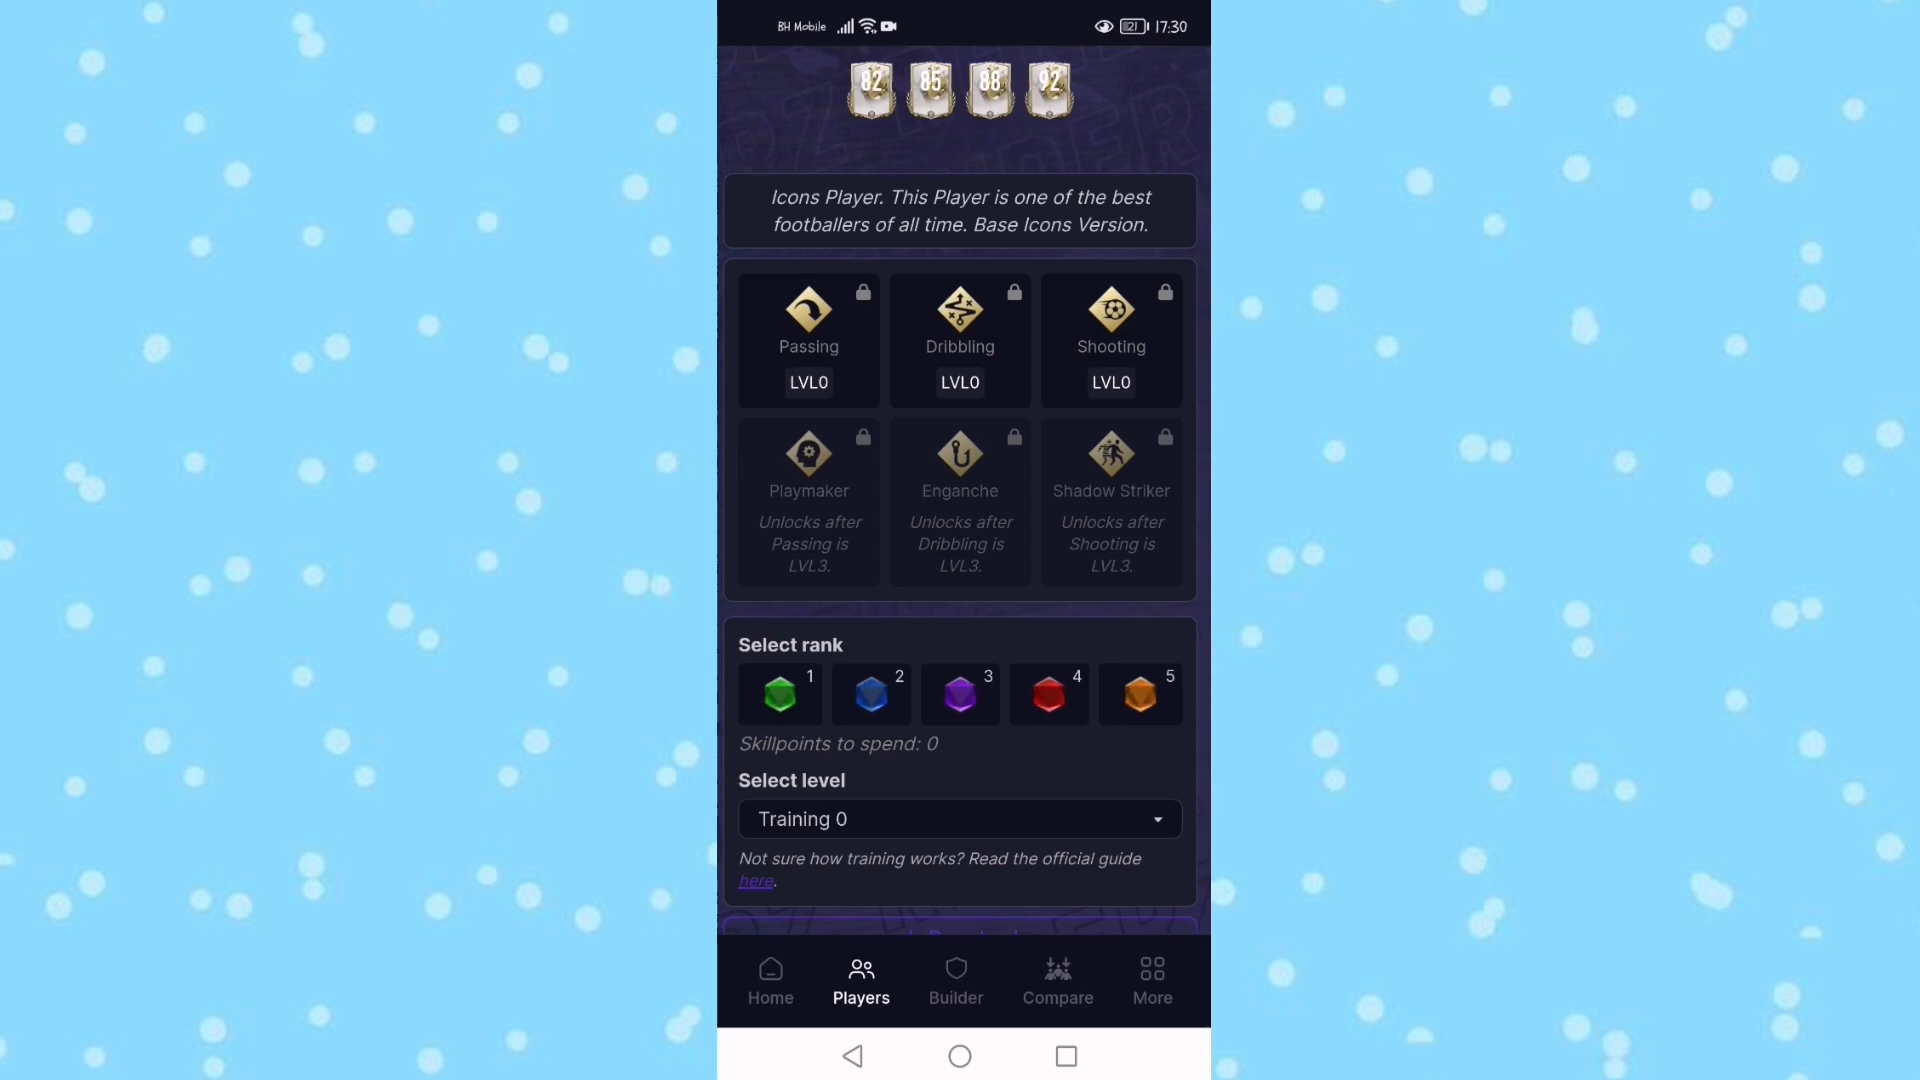 BH Mobile 21 17:30
82 85 88 92
Icons Player. This Player is one of the best
footballers of all time. Base Icons Version.
Passing Dribbling Shooting
LVL0 LVL0 LVL0
Playmaker Enganche Shadow Striker
Unlocks after Unlocks after Unlocks after
Passing is Dribbling is Shooting is
LVL3. LVL3. LVL3.
Select rank
1 2 3 4 5
Skillpoints to spend: 0
Select level
Training 0
Not sure how training works? Read the official guide
here.
Home Players Builder Compare More